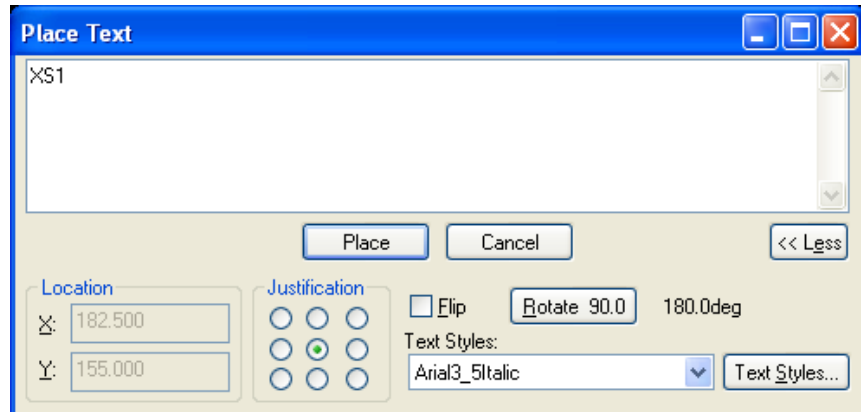 Place Text
XS1
Place Cancel << Less
Location Justification
X: 182.500 Flip Rotate 90.0 180.0deg
Text Styles:
Y: 155.000 Arial3_5Italic Text Styles...